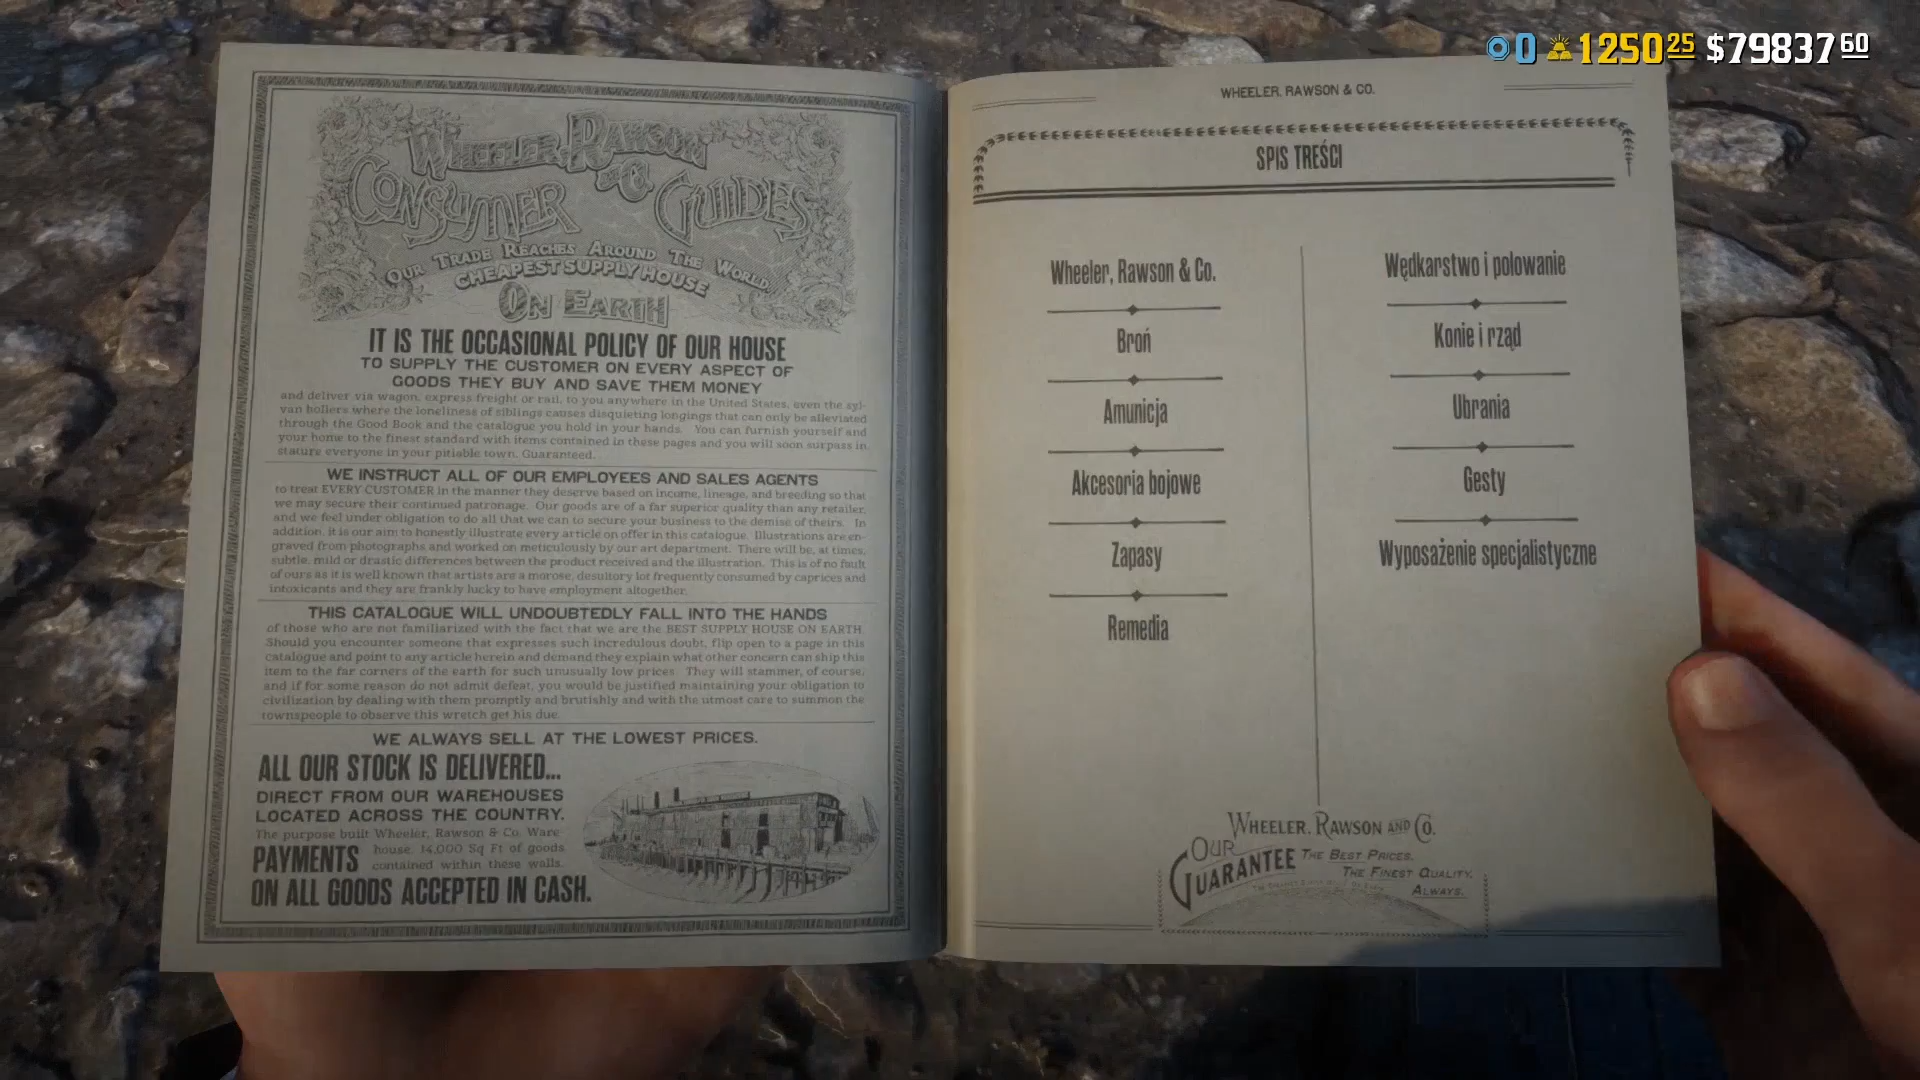 0 1250 25 $79837 60
WHEELER, RAWSON
& CO.
CONSUMER GUIDES
OUR TRADE REACHES AROUND THE WORLD.
CHEAPEST SUPPLY HOUSE
ON EARTH
IT IS THE OCCASIONAL POLICY OF OUR HOUSE
TO SUPPLY THE CUSTOMER ON EVERY ASPECT OF
GOODS THEY BUY AND SAVE THEM MONEY
and deliver via wagon, express freight or rail, to you anywhere in the United States, even the syl-
van hollers where the loneliness of siblings causes disquieting longings that can only be alleviated
through the Good Book and the catalogue you hold in your hands. You can furnish yourself and
your home to the finest standard with items contained in these pages and you will soon surpass in
stature everyone in your pitiable town. Guaranteed.
WE INSTRUCT ALL OF OUR EMPLOYEES AND SALES AGENTS
to treat EVERY CUSTOMER in the manner they deserve based on income, lineage, and breeding so that
we may secure their continued patronage. Our goods are of a far superior quality than any retailer,
and we feel under obligation to do all that we can to secure your business to the demise of theirs. In
addition, it is our aim to honestly illustrate every article on offer in this catalogue. Illustrations are en-
graved from photographs and worked on meticulously by our art department. There will be, at times,
subtle, mild or drastic differences between the product received and the illustration. This is of no fault
of ours as it is well known that artists are a morose, desultory lot frequently consumed by caprices and
intoxicants and they are frankly lucky to have employment altogether.
THIS CATALOGUE WILL UNDOUBTEDLY FALL INTO THE HANDS
of those who are not familiarized with the fact that we are the BEST SUPPLY HOUSE ON EARTH.
Should you encounter someone that expresses such incredulous doubt, flip open to a page in this
catalogue and point to any article herein and demand they explain what other concern can ship this
item to the far corners of the earth for such unusually low prices. They will stammer, of course,
and if for some reason do not admit defeat, you would be justified maintaining your obligation to
civilization by dealing with them promptly and brutishly and with the utmost care to summon the
townspeople to observe this wretch get his due.
WE ALWAYS SELL AT THE LOWEST PRICES.
ALL OUR STOCK IS DELIVERED...
DIRECT FROM OUR WAREHOUSES
LOCATED ACROSS THE COUNTRY.
The purpose built Wheeler, Rawson & Co. Ware-
house. 14,000 Sq Ft of goods
contained within these walls.
PAYMENTS
ON ALL GOODS ACCEPTED IN CASH.
WHEELER, RAWSON & CO.
SPIS TREŚCI
Wheeler, Rawson & Co.
Broń
Amunicja
Akcesoria bojowe
Zapasy
Remedia
Wędkarstwo i polowanie
Konie i rząd
Ubrania
Gesty
Wyposażenie specjalistyczne
WHEELER, RAWSON AND CO.
OUR
GUARANTEE THE BEST PRICES.
THE FINEST QUALITY.
ALWAYS.